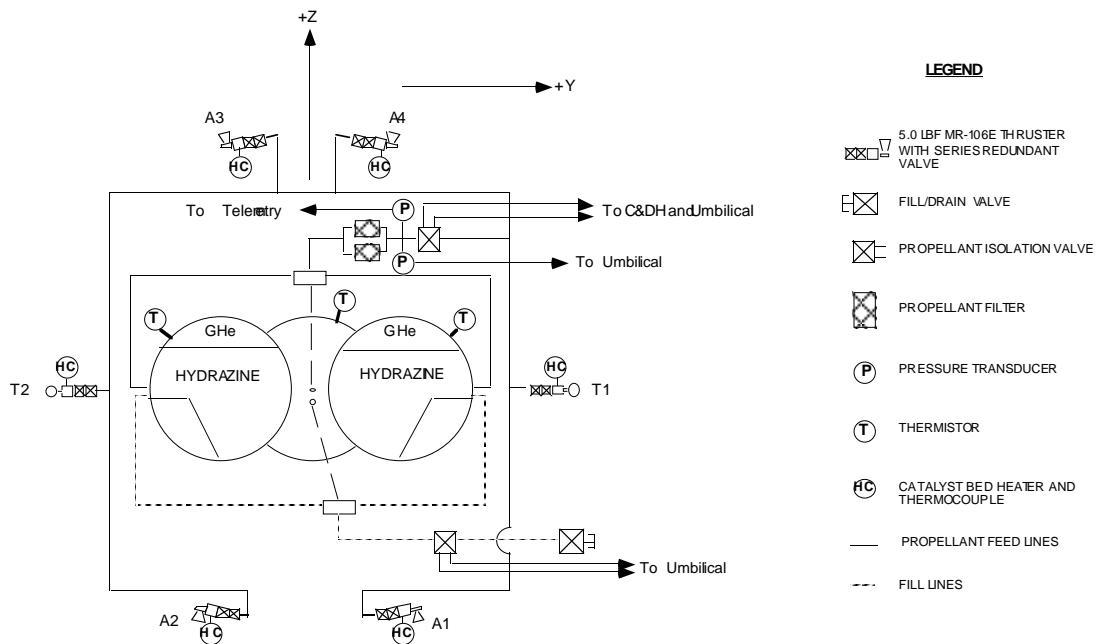 +Z
+Y
A3
A4
HC
HC
To Telemetry
P
To C&DH and Umbilical
P
To Umbilical
T
T
T
GHe
GHe
HC
HC
HYDRAZINE
HYDRAZINE
T2
T1
To Umbilical
A2
A1
HC
HC
LEGEND
5.0 LBF MR-106E THRUSTER
WITH SERIES REDUNDANT
VALVE
FILL/DRAIN VALVE
PROPELLANT ISOLATION VALVE
PROPELLANT FILTER
P
PRESSURE TRANSDUCER
T
THERMISTOR
HC
CATALYST BED HEATER AND
THERMOCOUPLE
PROPELLANT FEED LINES
FILL LINES